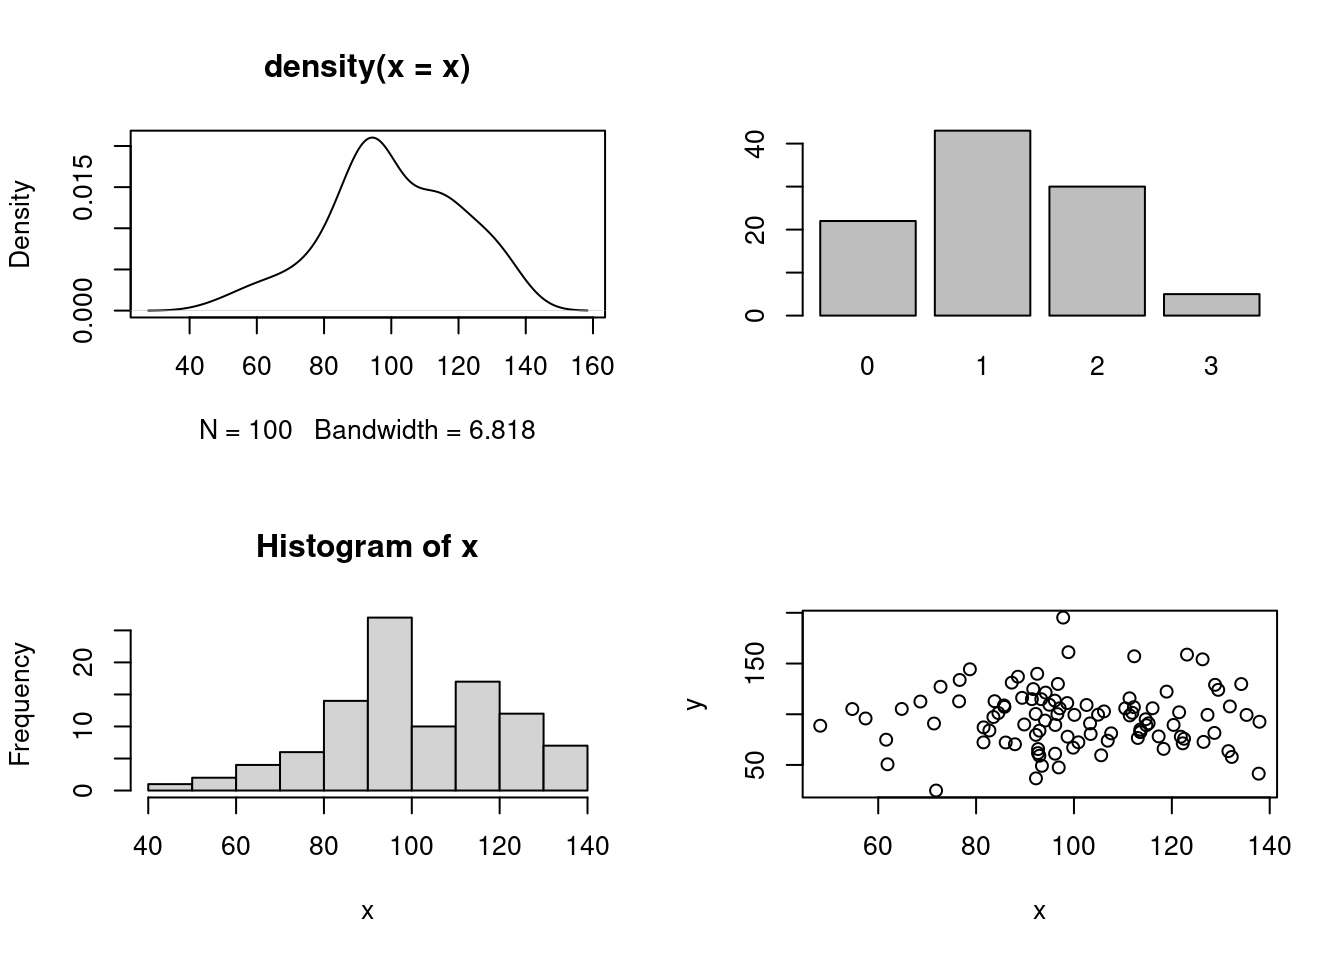 density(x = x)
Density
0.000 0.015
40 60 80 100 120 140 160
N = 100 Bandwidth = 6.818
0 20 40
0 1 2 3
Histogram of x
Frequency
0 10 20
40 60 80 100 120 140
x
y
50 150
60 80 100 120 140
x